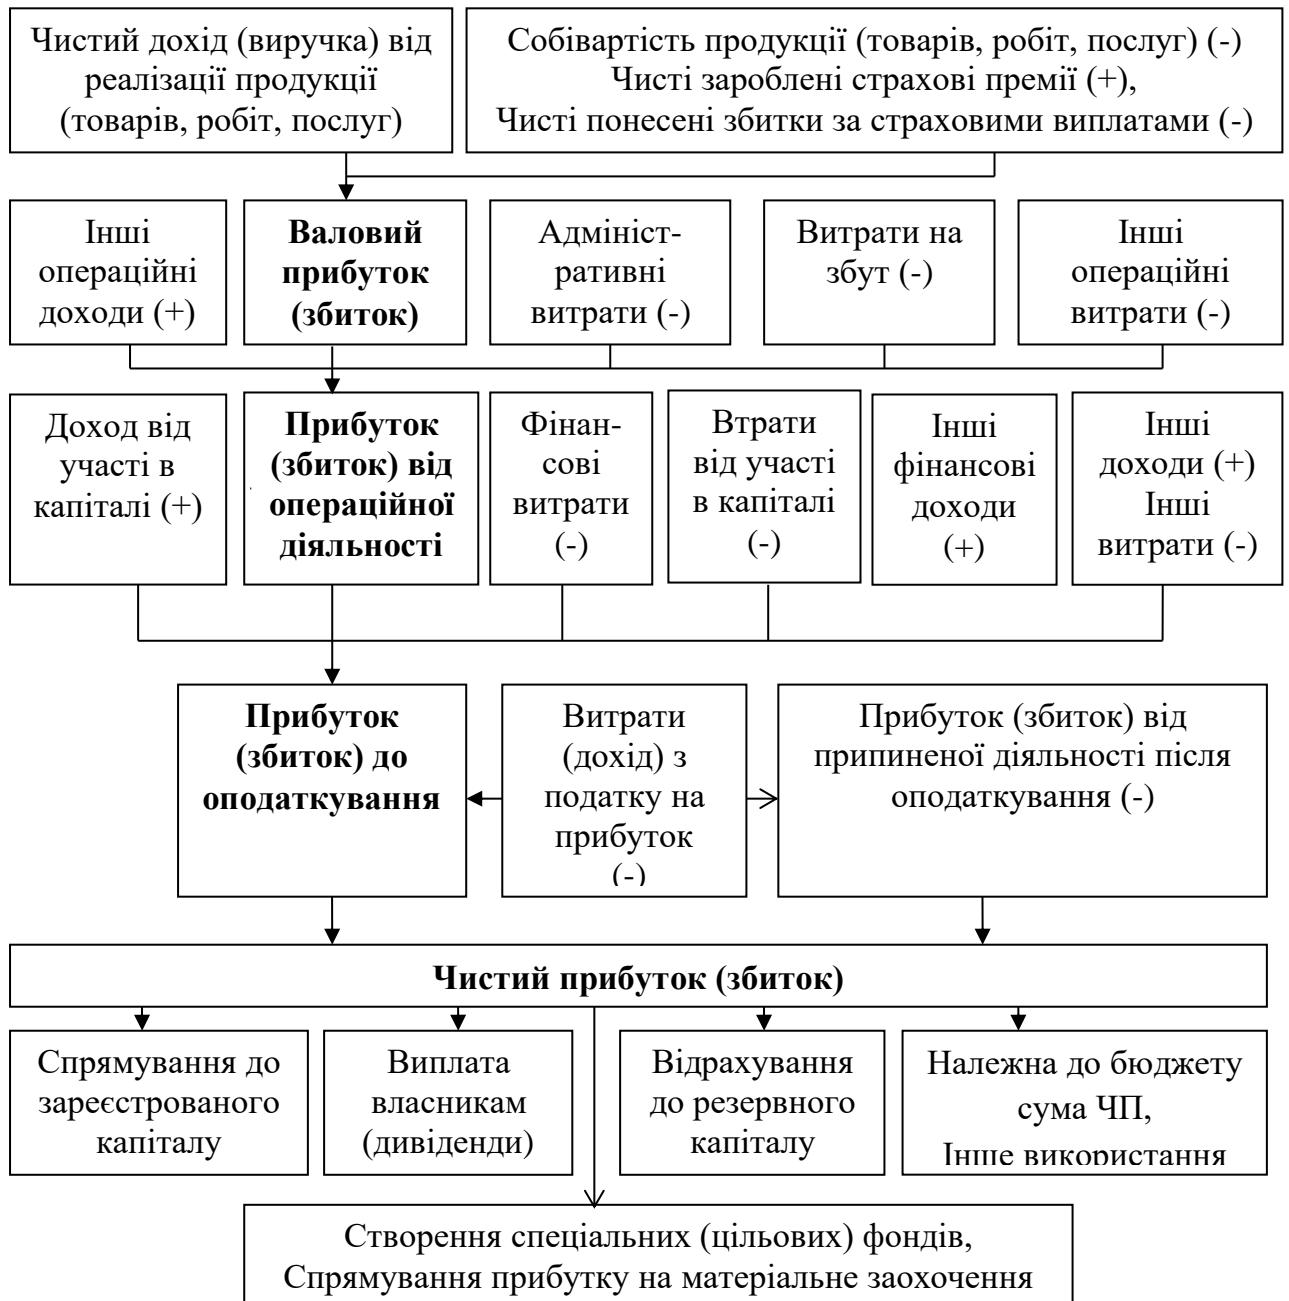 Чистий дохід (виручка) від
реалізації продукції
(товарів, робіт, послуг)
Собівартість продукції (товарів, робіт, послуг) (-)
Чисті зароблені страхові премії (+),
Чисті понесені збитки за страховими виплатами (-)
Інші
операційні
доходи (+)
Валовий
прибуток
(збиток)
Адмініст-
ративні
витрати (-)
Витрати на
збут (-)
Інші
операційні
витрати (-)
Доход від
участі в
капіталі (+)
Прибуток
(збиток) від
операційної
діяльності
Фінан-
сові
витрати
(-)
Втрати
від участі
в капіталі
(-)
Інші
фінансові
доходи
(+)
Інші
доходи (+)
Інші
витрати (-)
Прибуток
(збиток) до
оподаткування
Витрати
(дохід) з
податку на
прибуток
(-)
Прибуток (збиток) від
припиненої діяльності після
оподаткування (-)
Чистий прибуток (збиток)
Спрямування до
зареєстрованого
капіталу
Виплата
власникам
(дивіденди)
Відрахування
до резервного
капіталу
Належна до бюджету
сума ЧП,
Інше використання
Створення спеціальних (цільових) фондів,
Спрямування прибутку на матеріальне заохочення